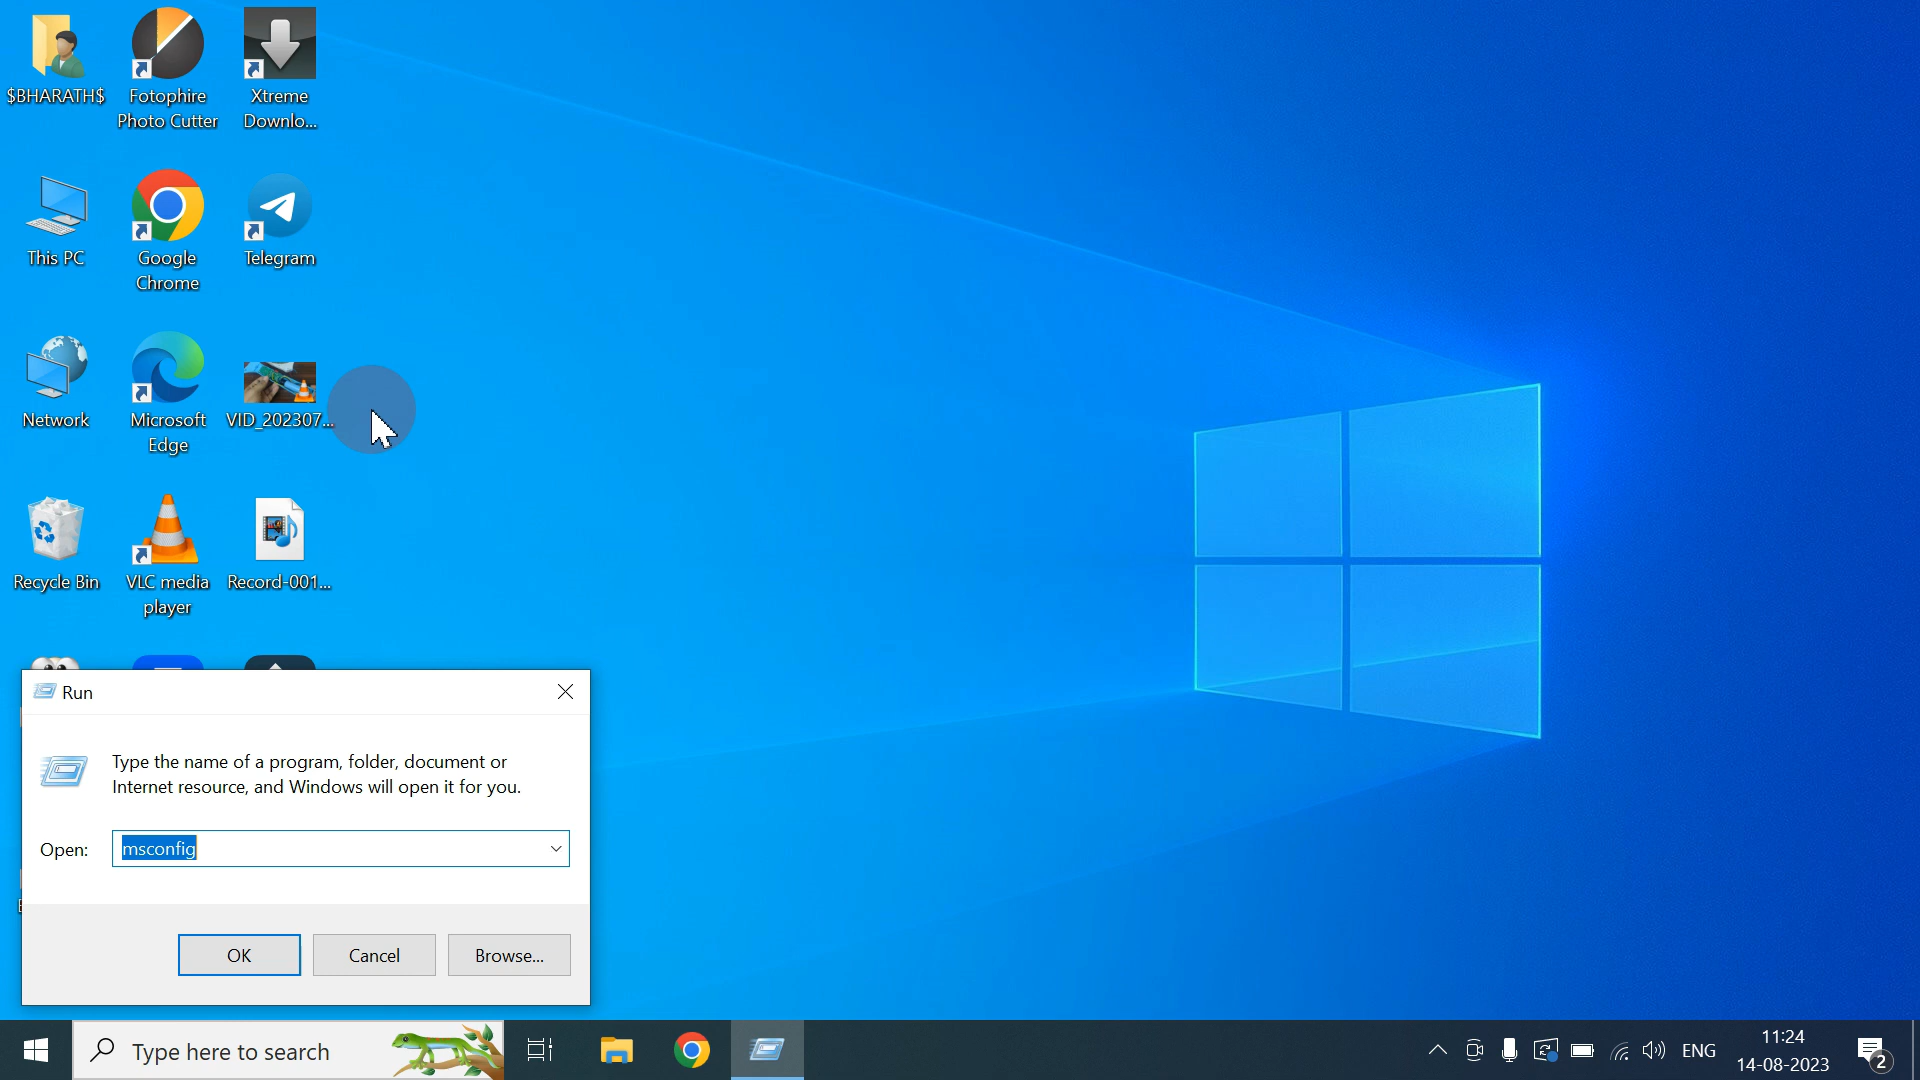 $BHARATH$
Fotophire
Photo Cutter
Xtreme
Downlo...
This PC
Google
Chrome
Telegram
Network
Microsoft
Edge
VID_202307...
Recycle Bin
VLC media
player
Record-001...
Run
Type the name of a program, folder, document or
Internet resource, and Windows will open it for you.
Open:
msconfig
OK
Cancel
Browse...
Type here to search
ENG
11:24
14-08-2023
2